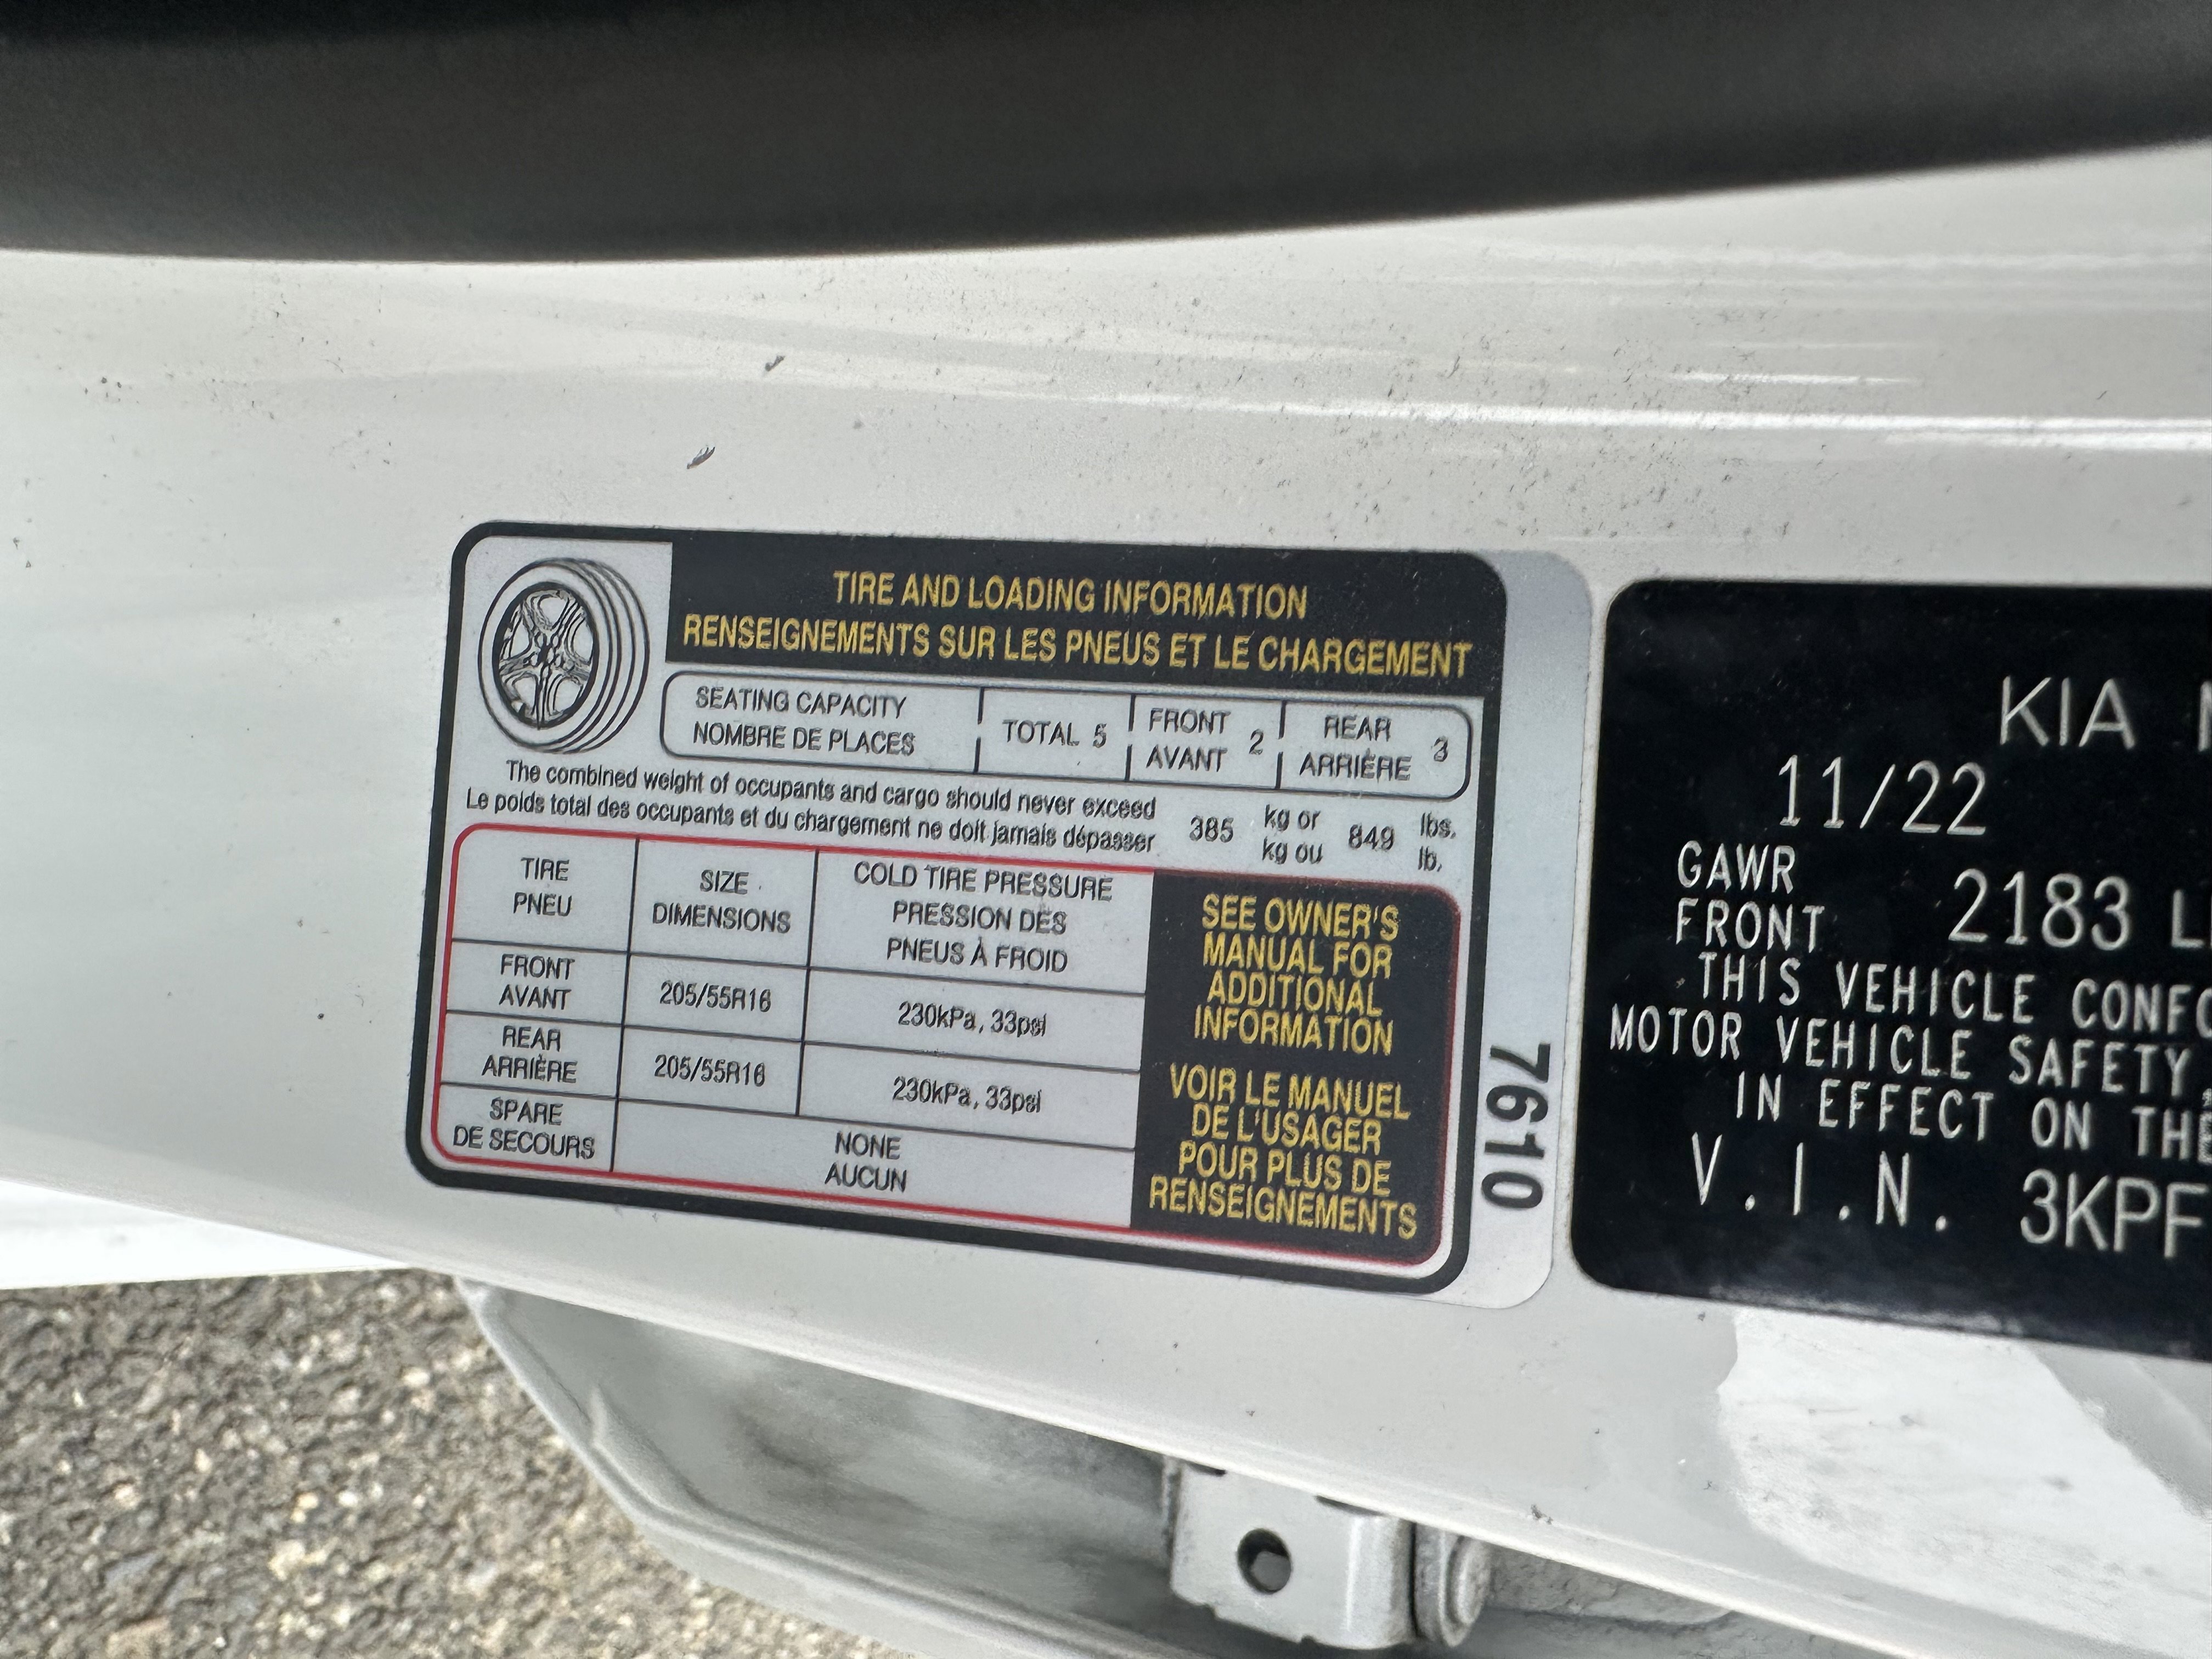 TIRE AND LOADING INFORMATION
RENSEIGNEMENTS SUR LES PNEUS ET LE CHARGEMENT
SEATING CAPACITY
NOMBRE DE PLACES
TOTAL 5
FRONT
AVANT
2
REAR
ARRIÈRE
3
The combined weight of occupants and cargo should never exceed
Le poids total des occupants et du chargement ne doit jamais dépasser
385
kg or
kg ou
849
lbs.
lb.
TIRE
PNEU
SIZE
DIMENSIONS
COLD TIRE PRESSURE
PRESSION DES
PNEUS À FROID
FRONT
AVANT
205/55R16
230kPa, 33psi
REAR
ARRIÈRE
205/55R16
230kPa, 33psi
SPARE
DE SECOURS
NONE
AUCUN
SEE OWNER'S
MANUAL FOR
ADDITIONAL
INFORMATION
VOIR LE MANUEL
DE L'USAGER
POUR PLUS DE
RENSEIGNEMENTS
7610
KIA
11/22
GAWR
FRONT
2183
THIS VEHICLE
MOTOR VEHICLE SAFETY
IN EFFECT ON
V.I.N. 3KPF